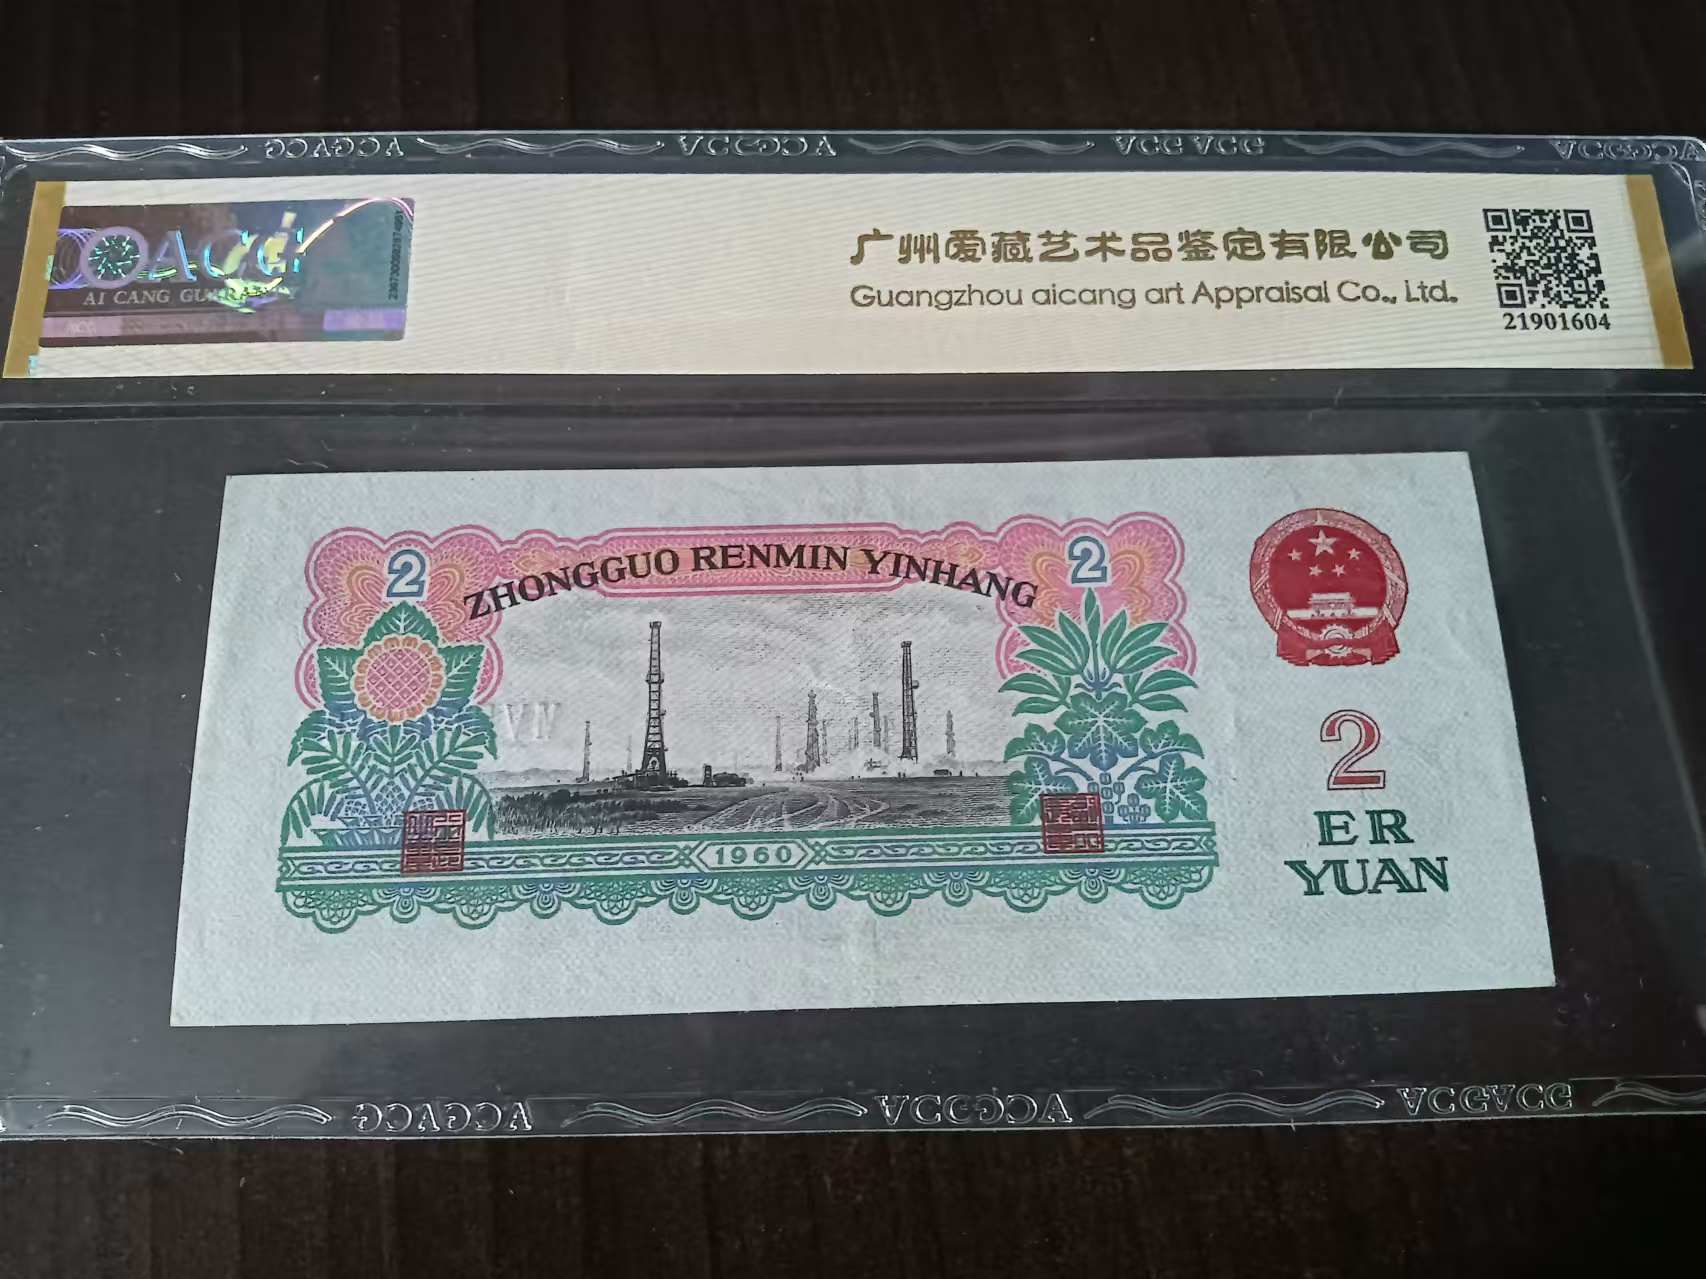 ACG
AI CANG GUARANTY
广州爱藏艺术品鉴定有限公司
Guangzhou aicang art Appraisal Co., Ltd.
21901604
2
ZHONGGUO RENMIN YINHANG
2
1960
2
ER
YUAN